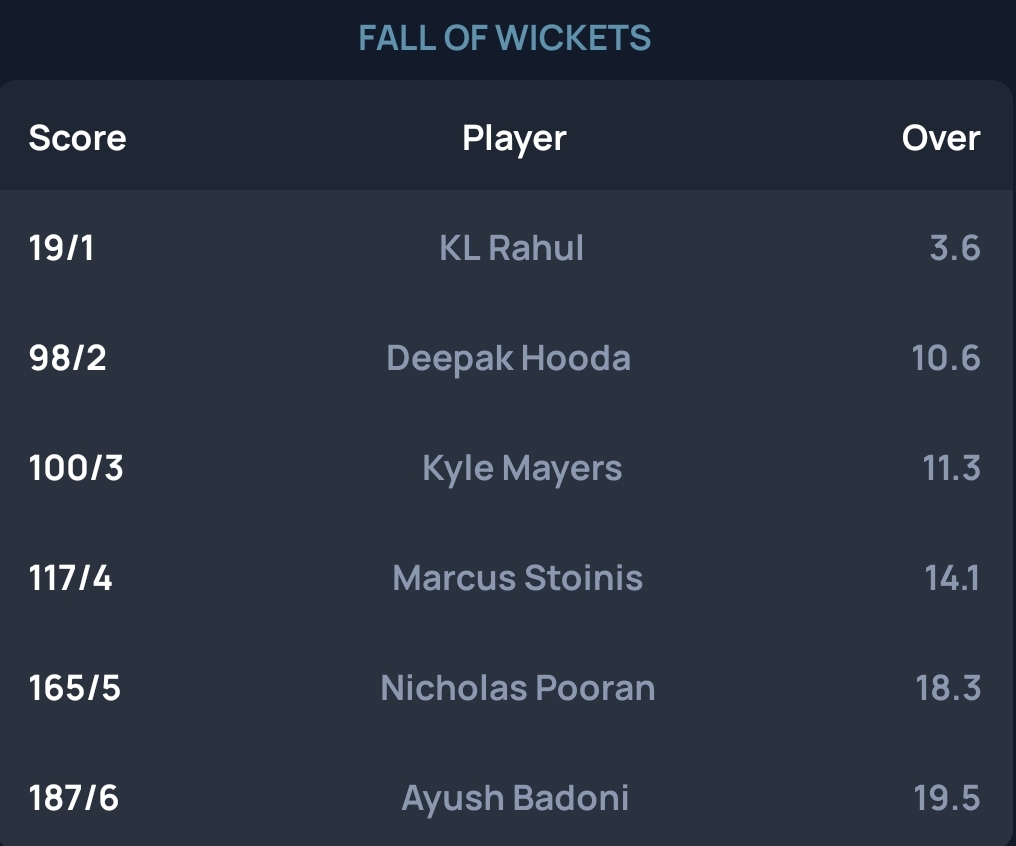 FALL OF WICKETS
Score Player Over
19/1 KL Rahul 3.6
98/2 Deepak Hooda 10.6
100/3 Kyle Mayers 11.3
117/4 Marcus Stoinis 14.1
165/5 Nicholas Pooran 18.3
187/6 Ayush Badoni 19.5